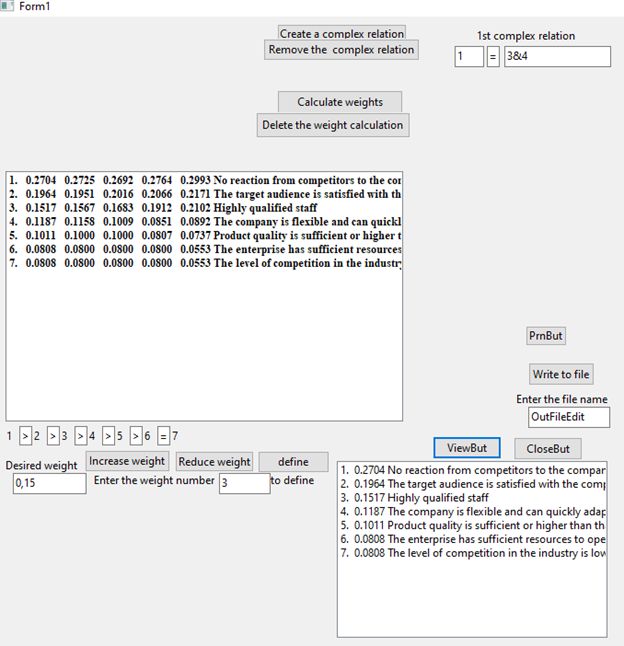 Form1
Create a complex relation
Remove the  complex relation
1st complex relation
1 = 3&4
Calculate weights
Delete the weight calculation
1. 0.2704 0.2725 0.2692 0.2764 0.2993 No reaction from competitors to the
2. 0.1964 0.1951 0.2016 0.2066 0.2171 The target audience is satisfied with
3. 0.1517 0.1567 0.1683 0.1912 0.2102 Highly qualified staff
4. 0.1187 0.1158 0.1009 0.0851 0.0892 The company is flexible and can
5. 0.1011 0.1000 0.1000 0.0807 0.0737 Product quality is sufficient or higher
6. 0.0808 0.0800 0.0800 0.0800 0.0553 The enterprise has sufficient resources
7. 0.0808 0.0800 0.0800 0.0800 0.0553 The level of competition in the
PrnBut
Write to file
Enter the file name
OutFileEdit
1 > 2 > 3 > 4 > 5 > 6 = 7
ViewBut CloseBut
Desired weight Increase weight Reduce weight define
0,15 Enter the weight number 3 to define
1. 0.2704 No reaction from competitors to the
2. 0.1964 The target audience is satisfied with the
3. 0.1517 Highly qualified staff
4. 0.1187 The company is flexible and can quickly
5. 0.1011 Product quality is sufficient or higher than
6. 0.0808 The enterprise has sufficient resources to
7. 0.0808 The level of competition in the industry is